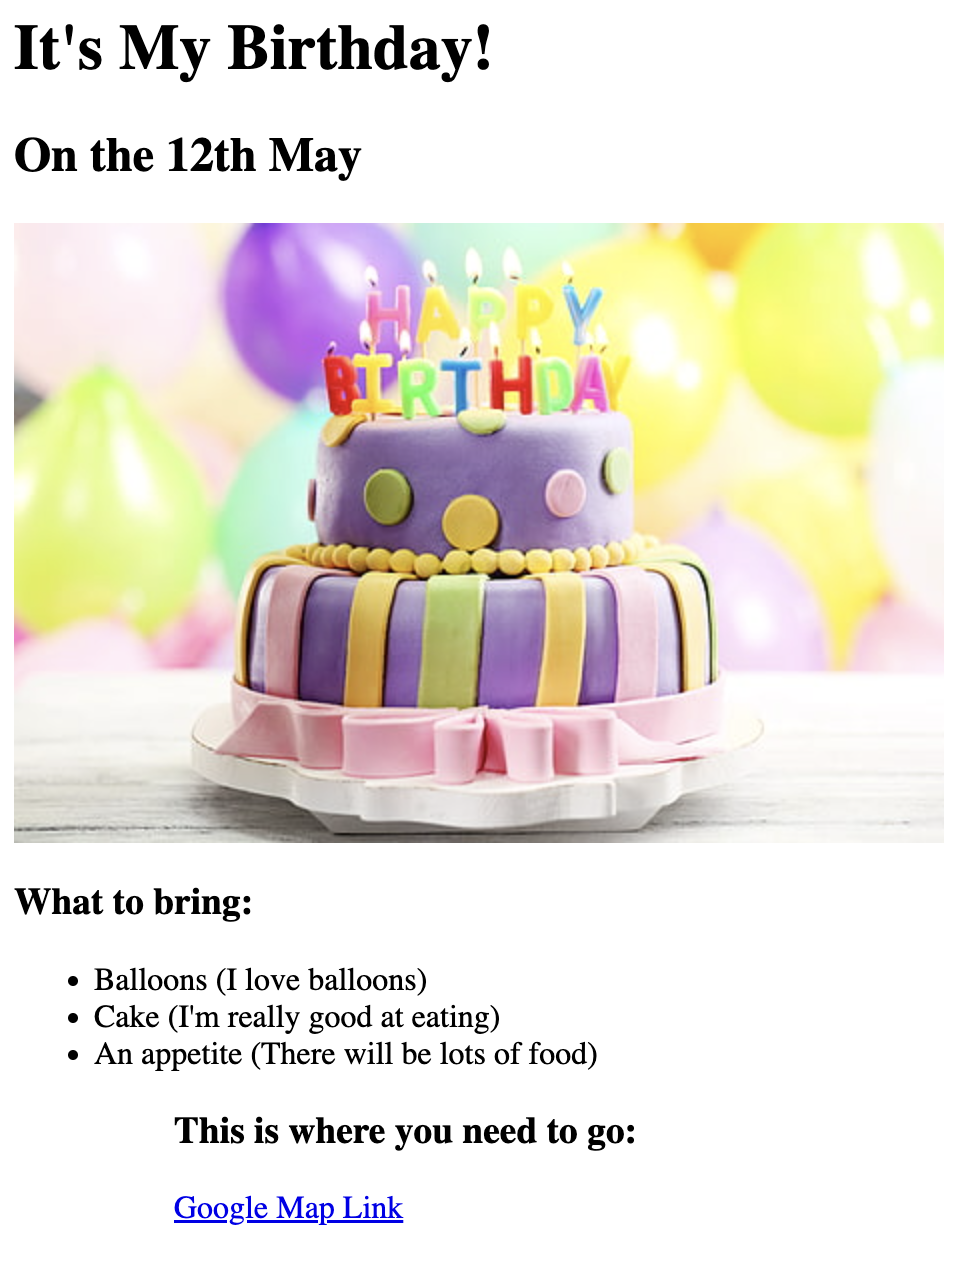 It's My Birthday!
On the 12th May
HAPPY
BIRTHDAY
What to bring:
Balloons (I love balloons)
Cake (I'm really good at eating)
An appetite (There will be lots of food)
This is where you need to go:
Google Map Link